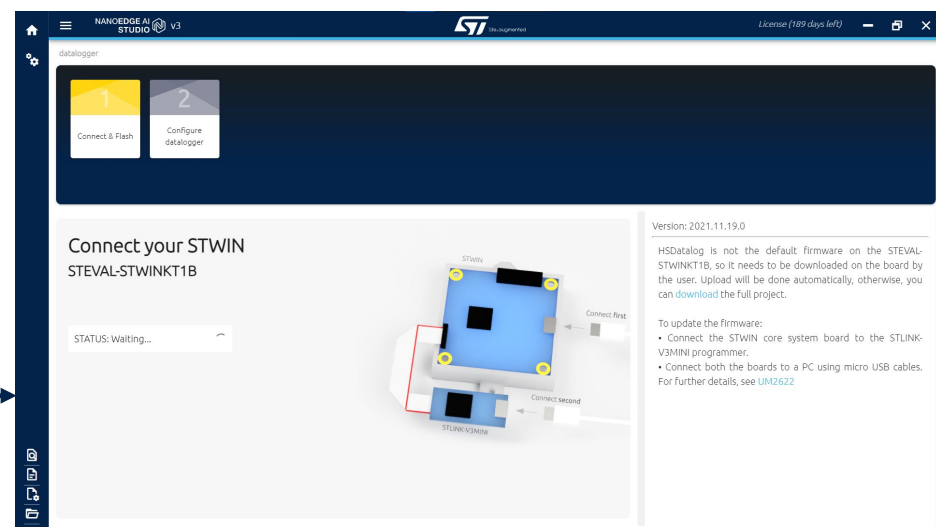 NANOEDGE AI
STUDIO v3
ST life.augmented
License (189 days left)
datalogger
1
Connect & Flash
2
Configure
datalogger
Connect your STWIN
STEVAL-STWINKT1B
STATUS: Waiting...
STWIN
Connect first
Connect second
STLINK-V3MINI
Version: 2021.11.19.0
HSDatalog is not the default firmware on the STEVAL-
STWINKT1B, so it needs to be downloaded on the board by
the user. Upload will be done automatically, otherwise, you
can download the full project.
To update the firmware:
• Connect the STWIN core system board to the STLINK-
V3MINI programmer.
• Connect both the boards to a PC using micro USB cables.
For further details, see UM2622